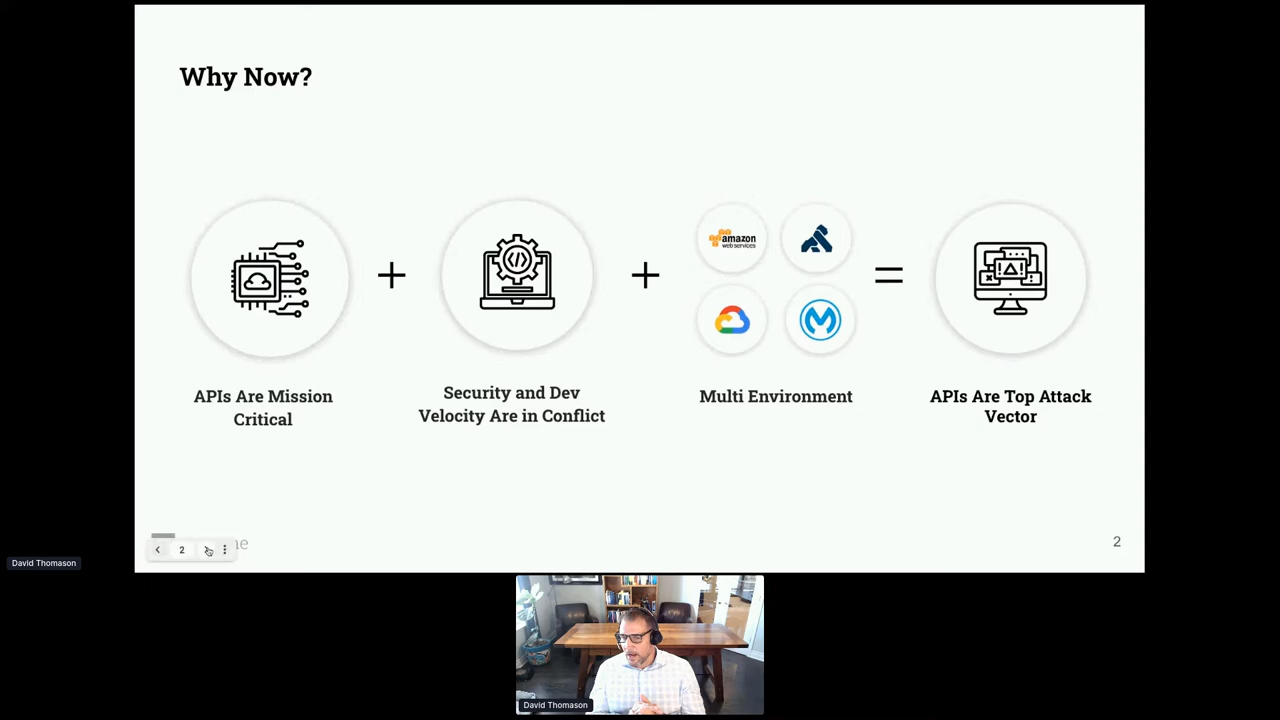 Why Now?
amazon
web services
APIs Are Mission
Critical
Security and Dev
Velocity Are in Conflict
Multi Environment
APIs Are Top Attack
Vector
2
2
David Thomason
David Thomason